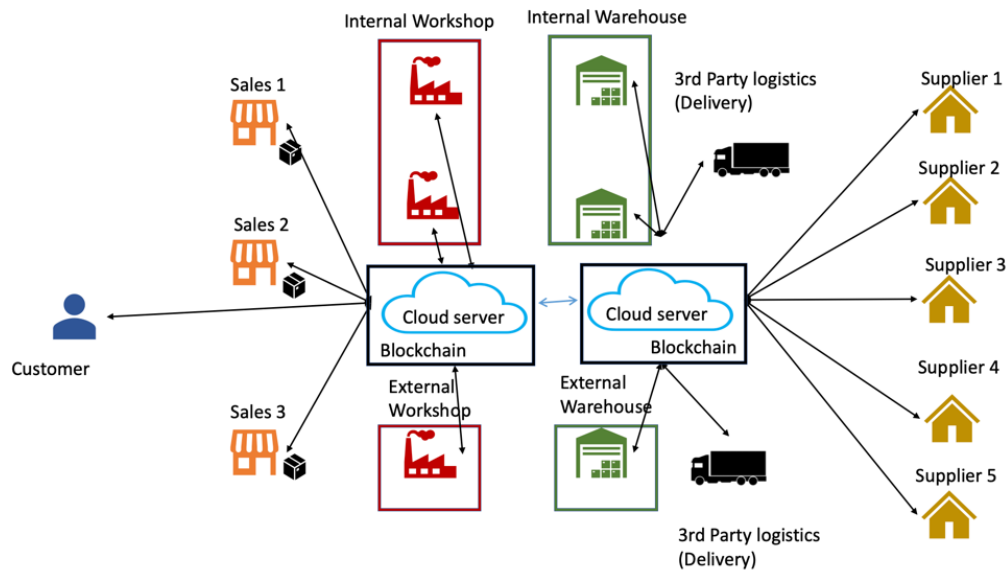 Internal Workshop
Internal Warehouse
Sales 1
3rd Party logistics
(Delivery)
Supplier 1
Supplier 2
Sales 2
Supplier 3
Cloud server
Cloud server
Blockchain
Blockchain
Customer
External
Workshop
External
Warehouse
Supplier 4
Sales 3
Supplier 5
3rd Party logistics
(Delivery)